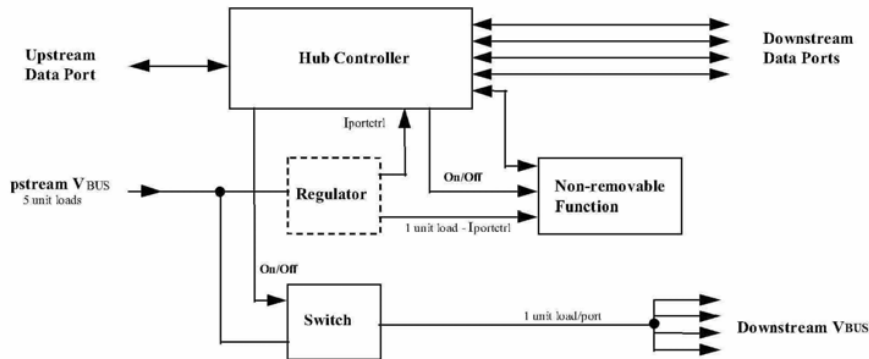 Upstream
Data Port
Hub Controller
Downstream
Data Ports
Iportctrl
On/Off
pstream VBUS
5 unit loads
Regulator
Non-removable
Function
1 unit load - Iportctrl
On/Off
Switch
1 unit load/port
Downstream VBUS